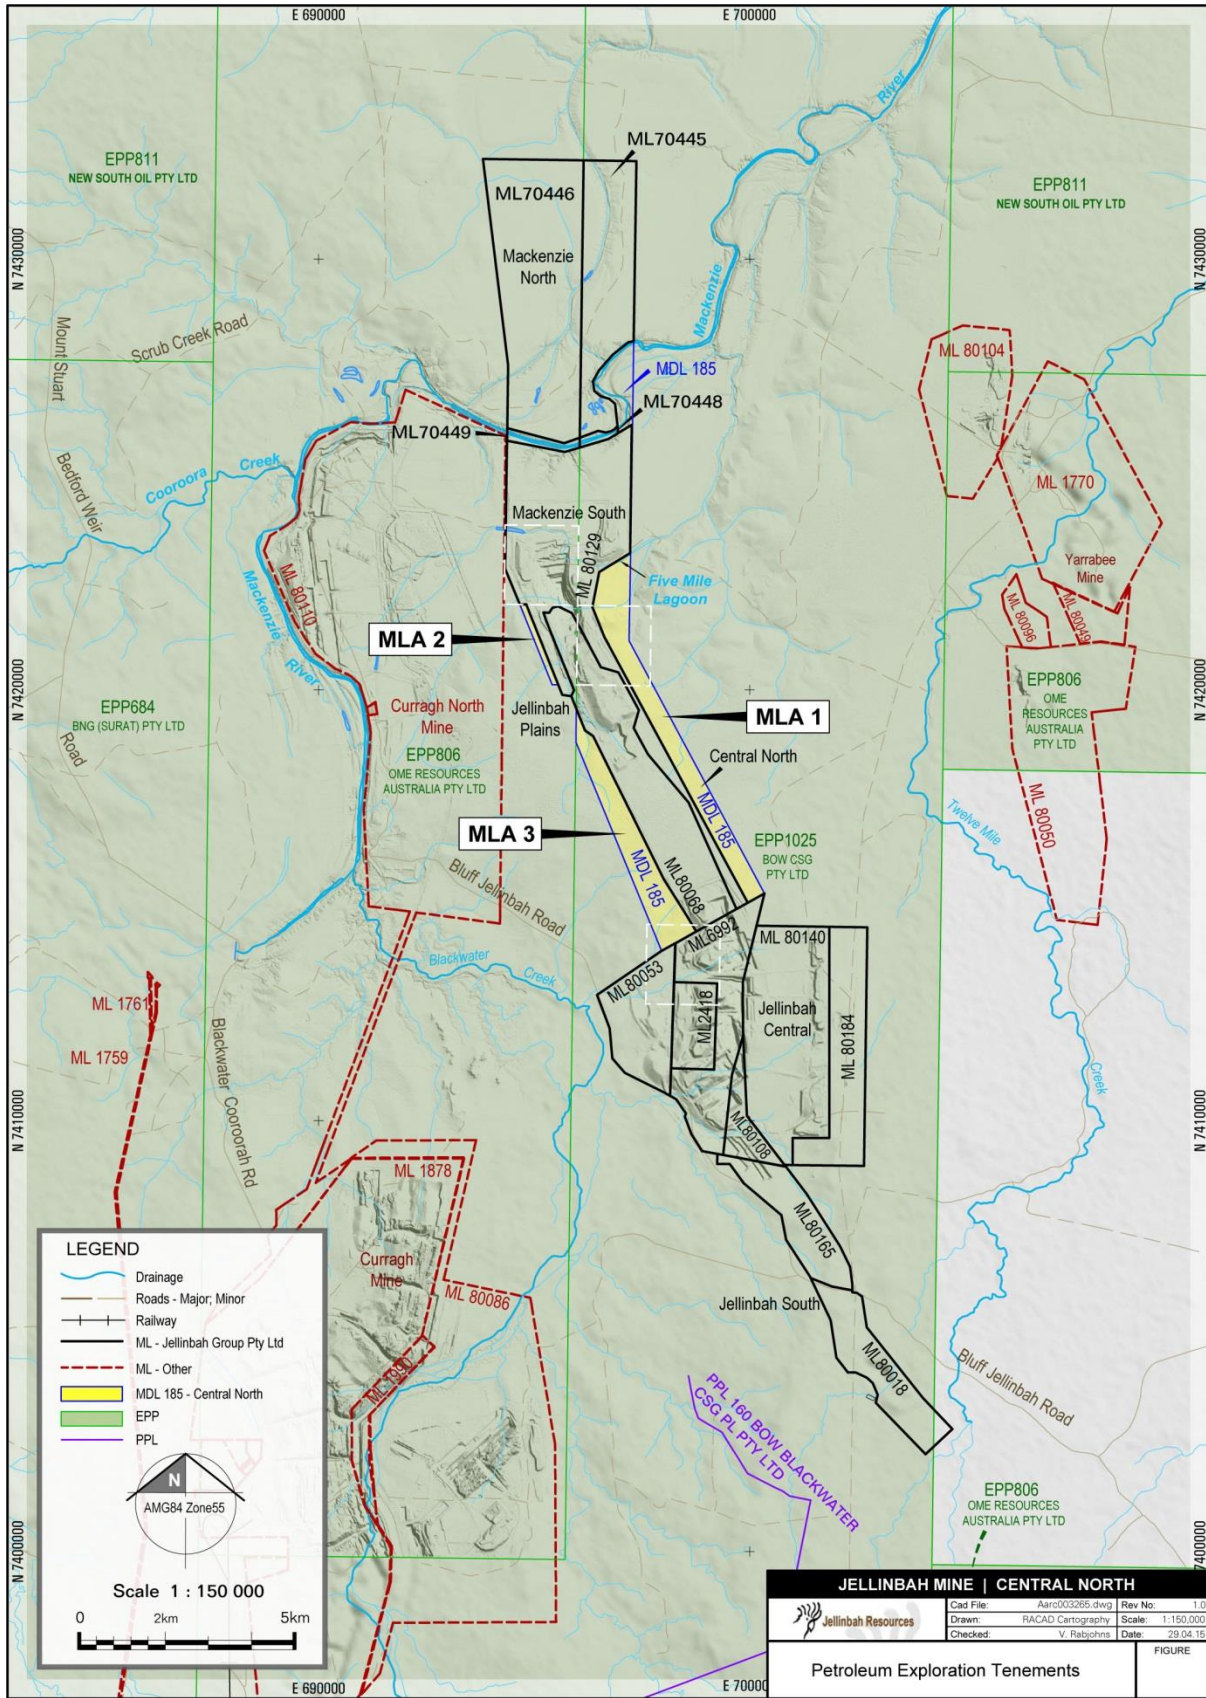 E 690000
E 700000
River
ML70445
EPP811
NEW SOUTH OIL PTY LTD
ML70446
EPP811
NEW SOUTH OIL PTY LTD
Mackenzie
North
N 7430000
N 7430000
Mackenzie
Scrub Creek Road
Mount Stuart
ML 80104
MDL 185
ML70448
ML70449
Cooroora Creek
Bedford Weir
ML 1770
Mackenzie South
ML 80129
Yarrabee
Mine
Five Mile
Lagoon
ML 80110
Mackenzie
River
ML 80096
ML 80049
MLA 2
N 7420000
N 7420000
EPP684
BNG (SURAT) PTY LTD
Road
Curragh North
Mine
Jellinbah
Plains
MLA 1
EPP806
OME
RESOURCES
AUSTRALIA
PTY LTD
EPP806
OME RESOURCES
AUSTRALIA PTY LTD
Central North
MDL 185
ML 80050
Twelve Mile
MLA 3
EPP1025
BOW CSG
PTY LTD
Bluff Jellinbah Road
MDL 185
ML80068
ML6992
ML 80140
Blackwater
Creek
ML80053
ML 1761
ML2418
Jellinbah
Central
ML 80184
ML 1759
Blackwater Cooroorah Rd
Creek
N 7410000
N 7410000
ML80108
ML 1878
ML80165
Curragh
Mine
ML 80086
Jellinbah South
ML 1990
ML80018
Bluff Jellinbah Road
PPL 160 BOW BLACKWATER
CSG PL PTY LTD
EPP806
OME RESOURCES
AUSTRALIA PTY LTD
N 7400000
7400000
LEGEND
Drainage
Roads - Major; Minor
Railway
ML - Jellinbah Group Pty Ltd
ML - Other
MDL 185 - Central North
EPP
PPL
N
AMG84 Zone55
Scale 1 : 150 000
0 2km 5km
E 690000
E 70000
JELLINBAH MINE | CENTRAL NORTH
Jellinbah Resources
Cad File: Aarc003265.dwg Rev No: 1.0
Drawn: RACAD Cartography Scale: 1:150,000
Checked: V. Rabjohns Date: 29.04.15
Petroleum Exploration Tenements
FIGURE